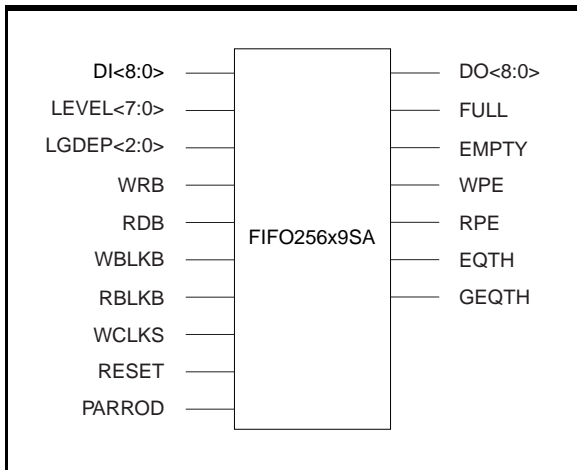 DI<8:0>
LEVEL<7:0>
LGDEP<2:0>
WRB
RDB
WBLKB
RBLKB
WCLKS
RESET
PARROD
FIFO256x9SA
DO<8:0>
FULL
EMPTY
WPE
RPE
EQTH
GEQTH